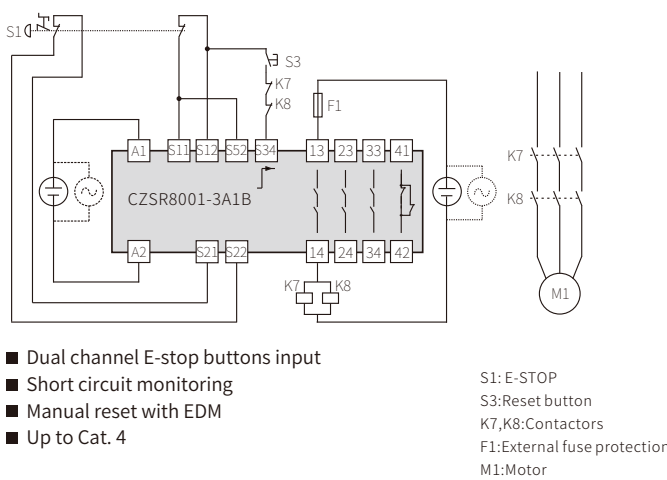 S1
S3
K7
K8
F1
A1 S11 S12 S52 S34 13 23 33 41
K7
K8
CZSR8001-3A1B
A2 S21 S22 14 24 34 42
K7 K8
M1
Dual channel E-stop buttons input
Short circuit monitoring
Manual reset with EDM
Up to Cat. 4
S1: E-STOP
S3:Reset button
K7,K8:Contactors
F1:External fuse protection
M1:Motor